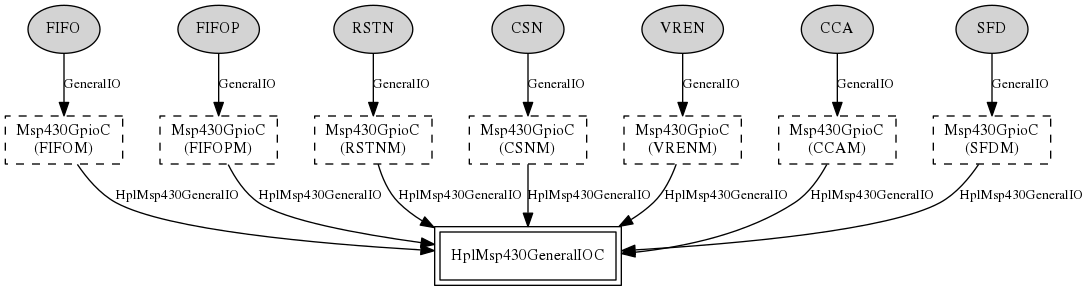 FIFO
FIFOP
RSTN
CSN
VREN
CCA
SFD
GeneralIO
GeneralIO
GeneralIO
GeneralIO
GeneralIO
GeneralIO
GeneralIO
Msp430GpioC
(FIFOM)
Msp430GpioC
(FIFOPM)
Msp430GpioC
(RSTNM)
Msp430GpioC
(CSNM)
Msp430GpioC
(VRENM)
Msp430GpioC
(CCAM)
Msp430GpioC
(SFDM)
HplMsp430GeneralIO
HplMsp430GeneralIO
HplMsp430GeneralIO
HplMsp430GeneralIO
HplMsp430GeneralIO
HplMsp430GeneralIO
HplMsp430GeneralIO
HplMsp430GeneralIOC